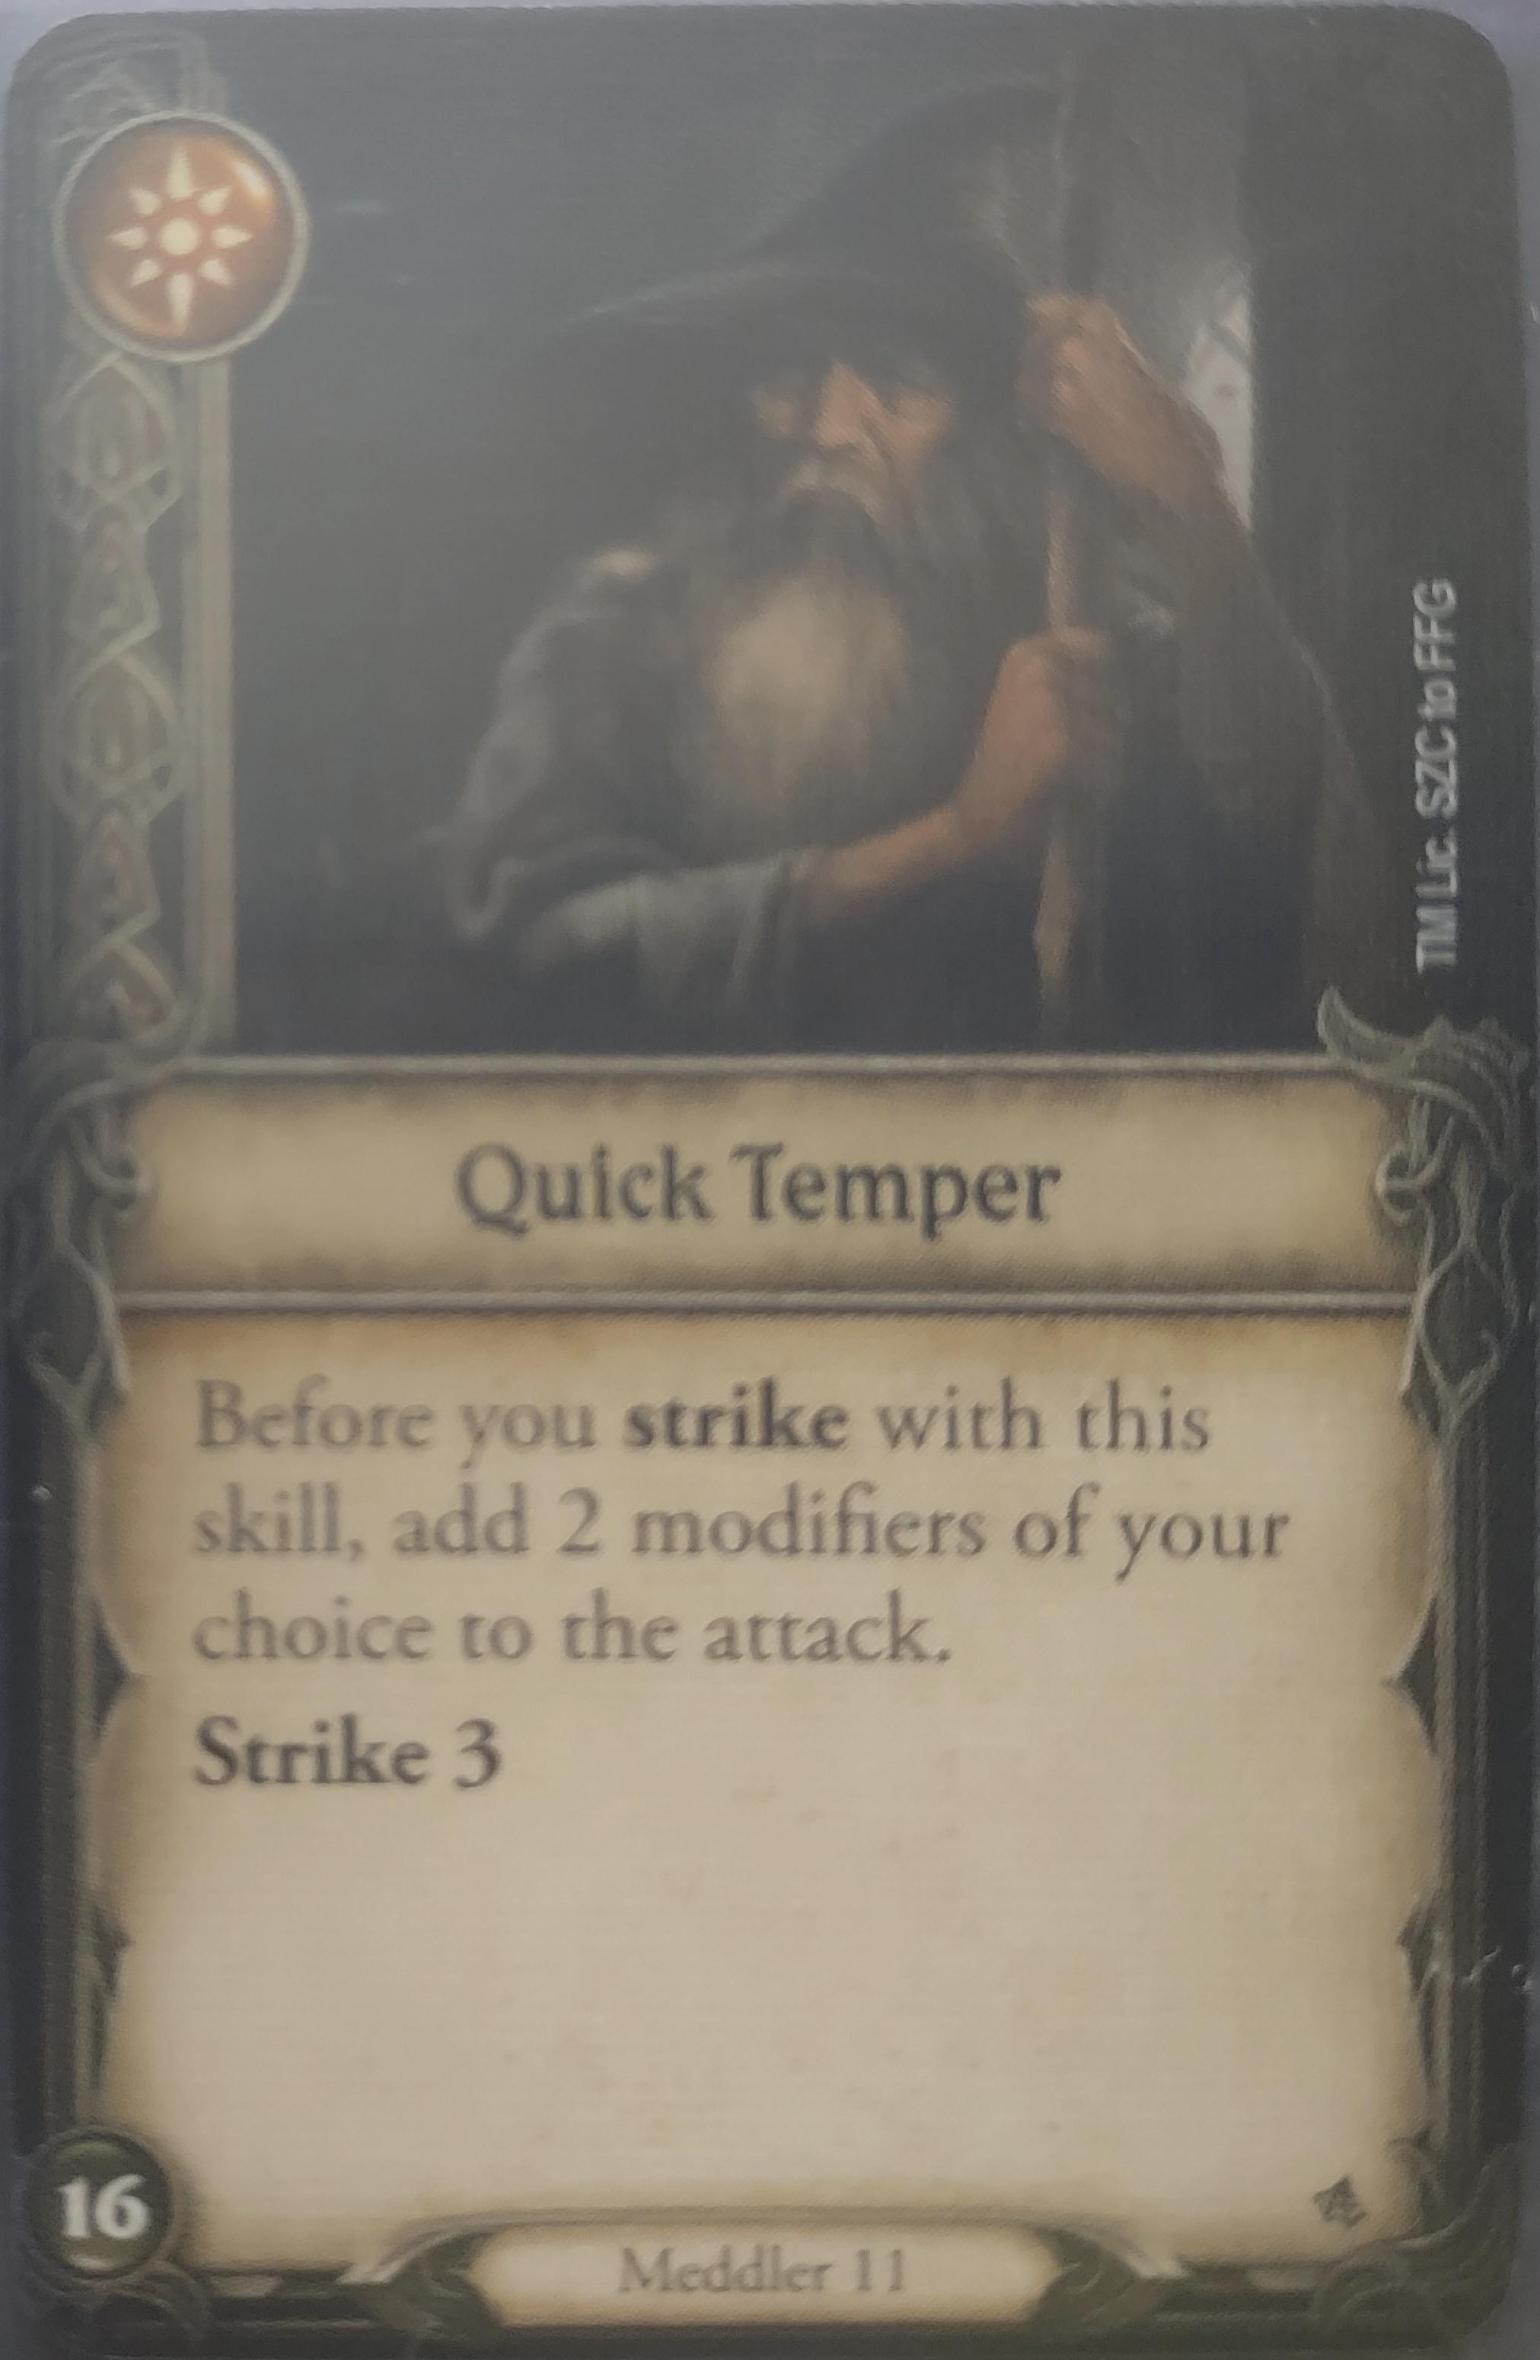 TM Lic. SZC to FFG
Quick Temper
Before you strike with this
skill, add 2 modifiers of your
choice to the attack.
Strike 3
16
Meddler 11